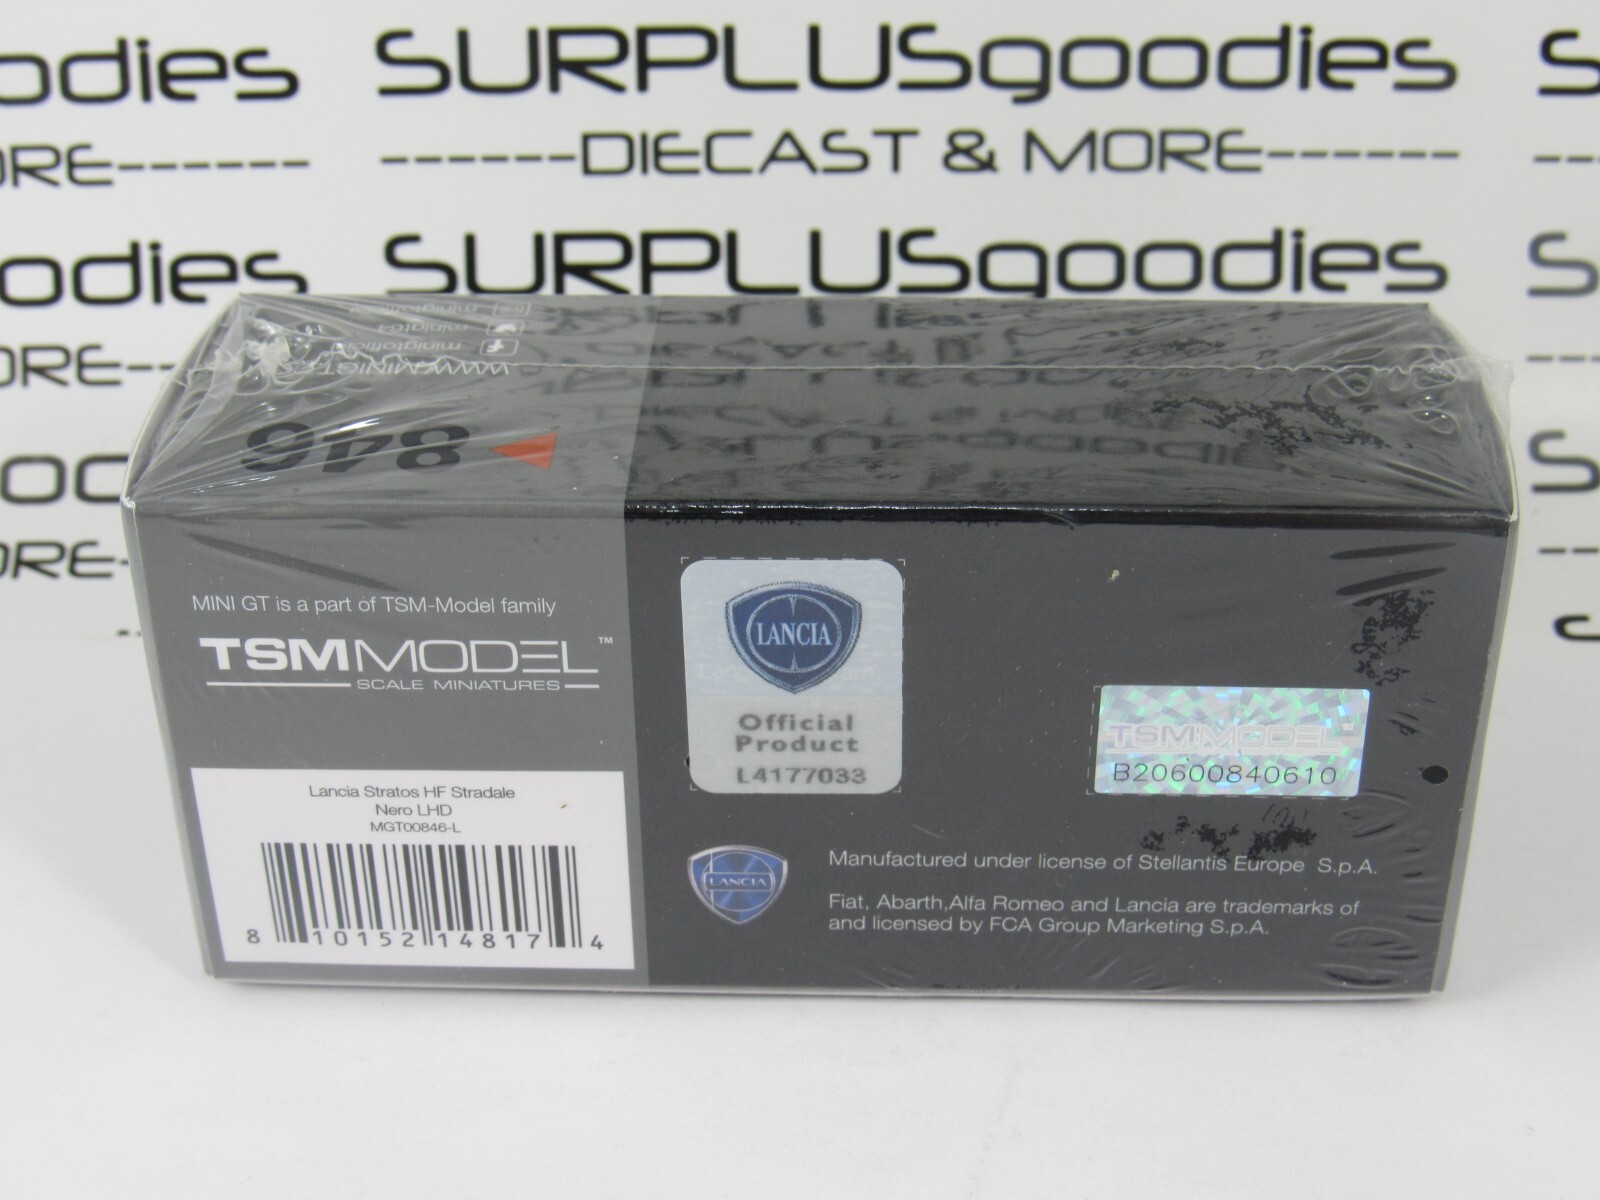 oodies SURPLUSgoodies S
ORE------ ------DIECAST & MORE------ --
oodies SURPLUSgoodies S
ORE--
ORE-
846
MINI GT is a part of TSM-Model family
TSMMODEL™
SCALE MINIATURES
Lancia Stratos HF Stradale
Nero LHD
MGT00846-L
8 10152 14817 4
LANCIA
Official
Product
L4177033
TSMMODEL
B20600840610
LANCIA
Manufactured under license of Stellantis Europe S.p.A.
Fiat, Abarth,Alfa Romeo and Lancia are trademarks of
and licensed by FCA Group Marketing S.p.A.